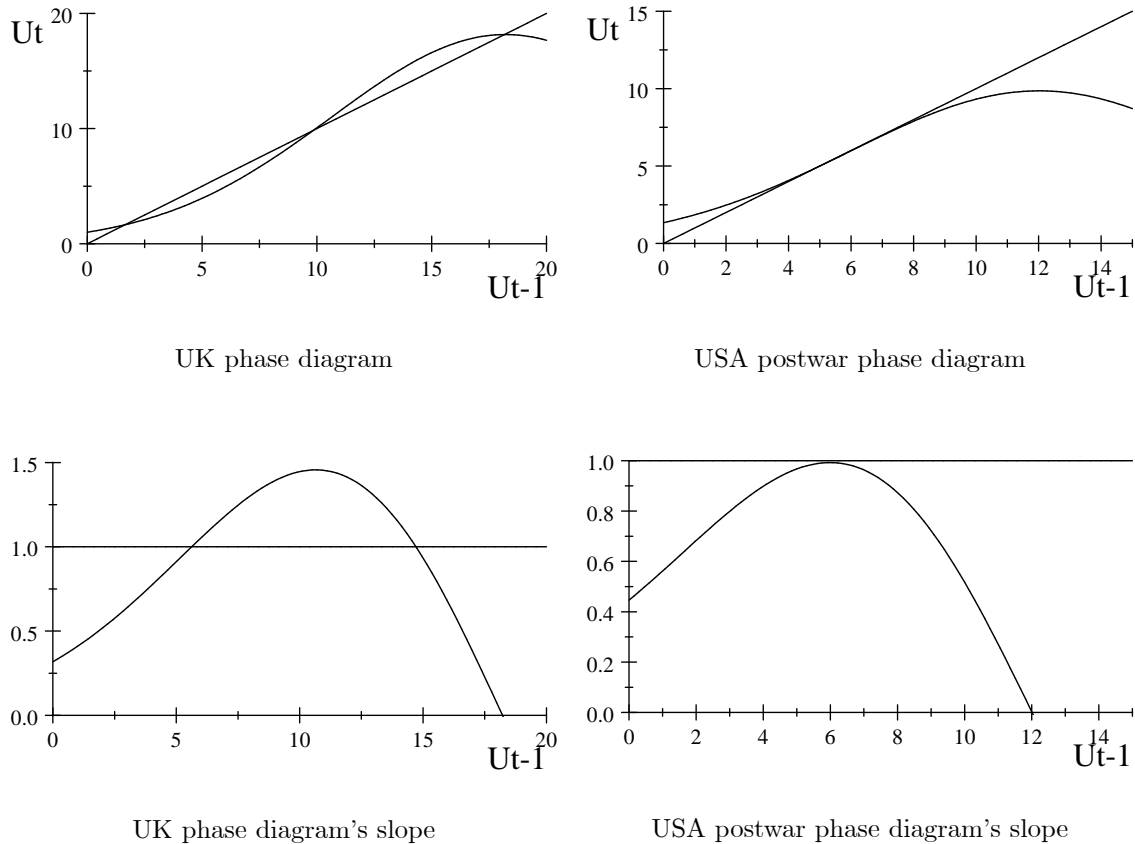 Ut
20
10
0
0 5 10 15 20
Ut-1
UK phase diagram
Ut
15
10
5
0
0 2 4 6 8 10 12 14
Ut-1
USA postwar phase diagram
1.5
1.0
0.5
0.0
0 5 10 15 20
Ut-1
UK phase diagram's slope
1.0
0.8
0.6
0.4
0.2
0.0
0 2 4 6 8 10 12 14
Ut-1
USA postwar phase diagram's slope